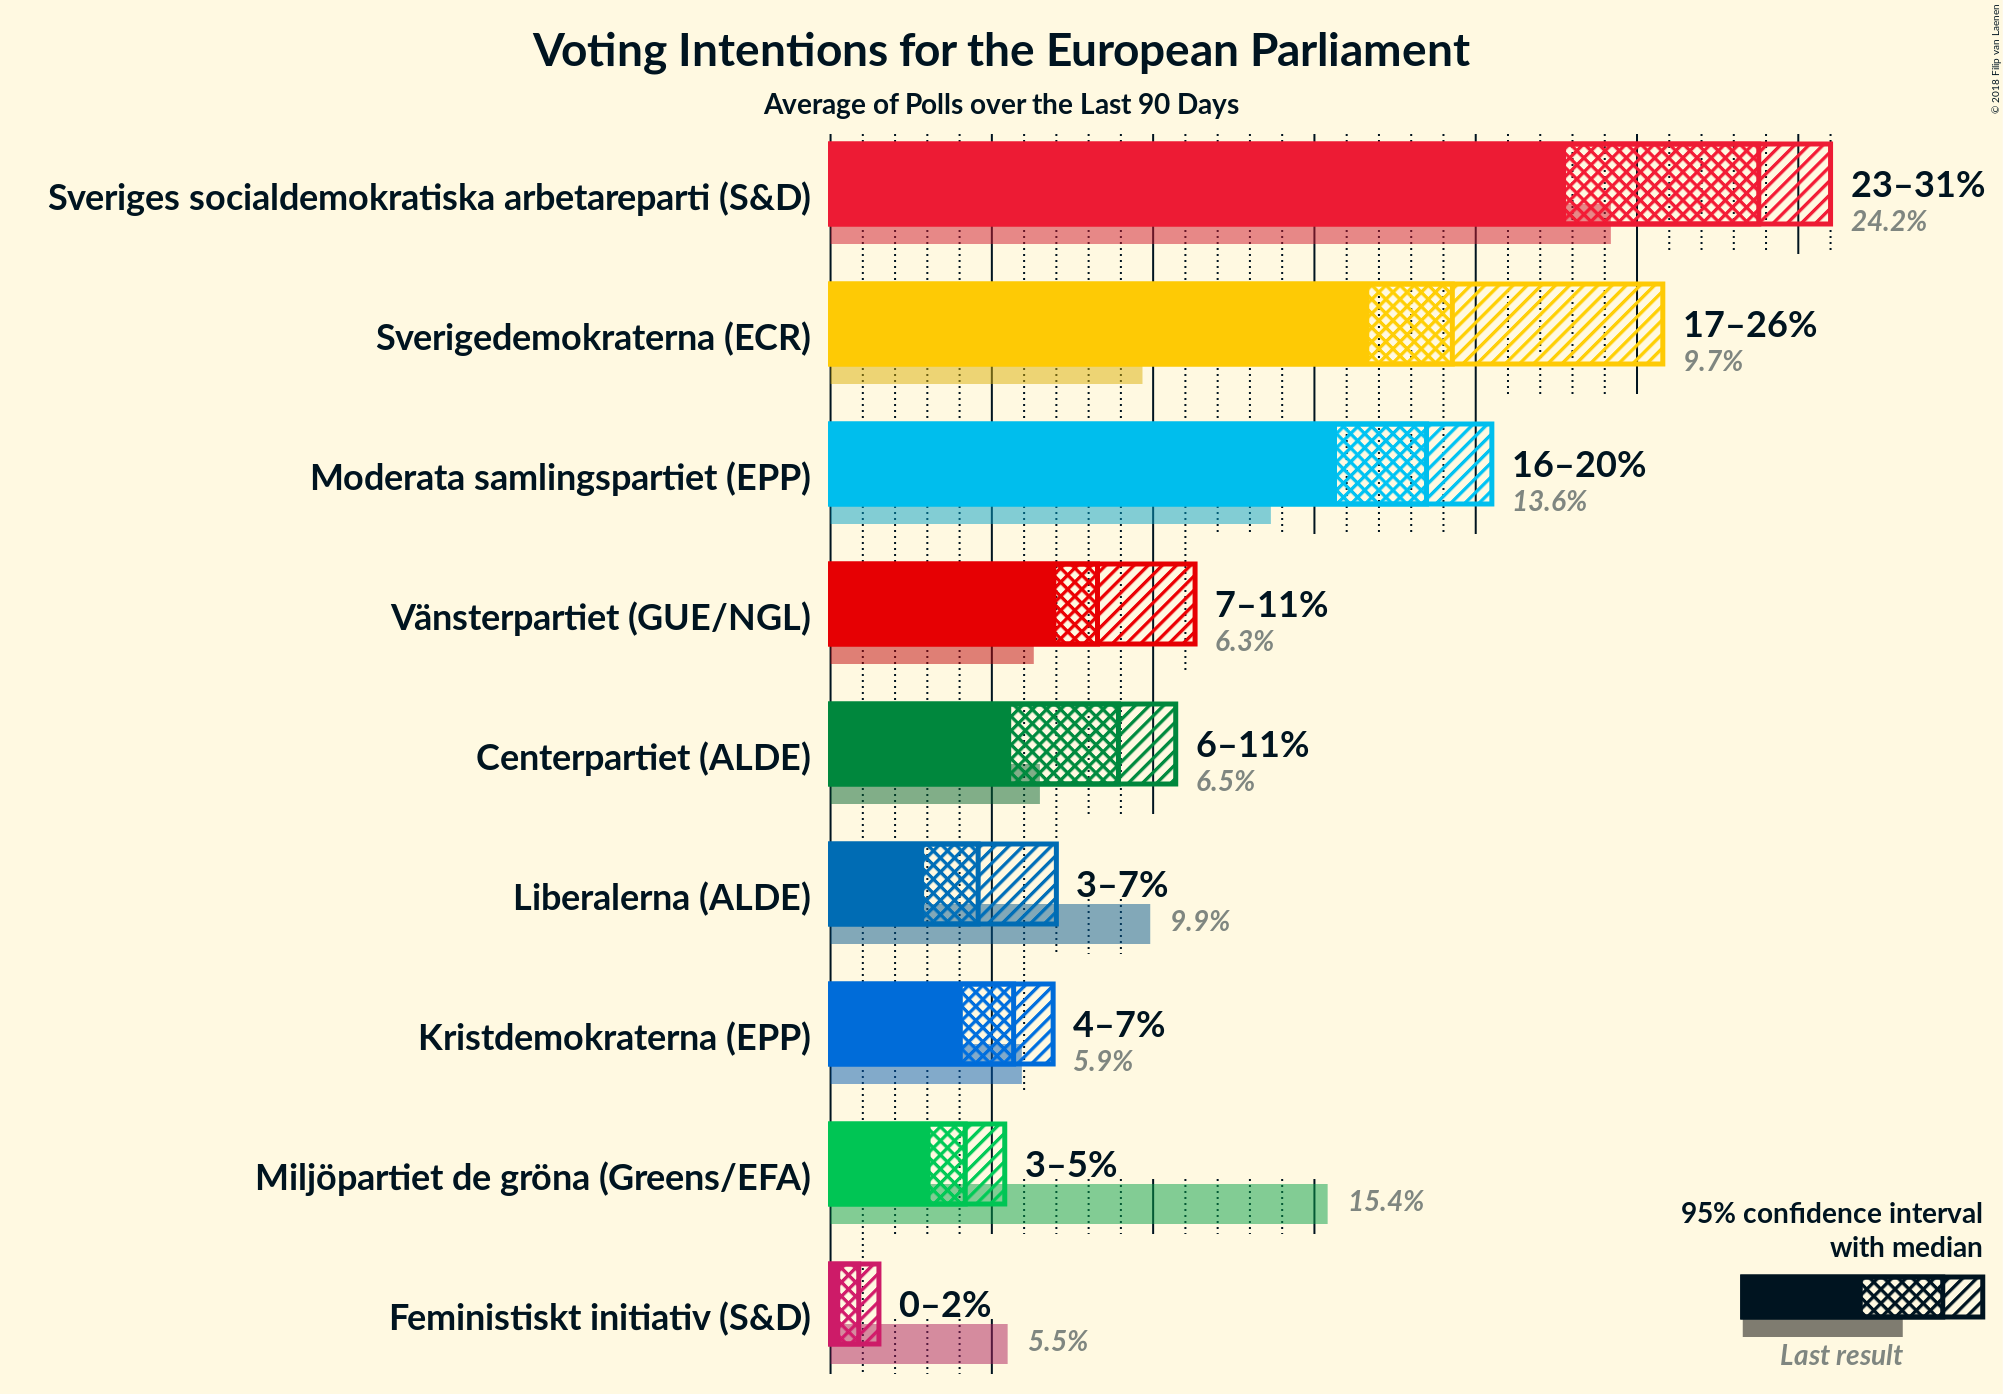 © 2018 Filip van Laenen
Voting Intentions for the European Parliament
Average of Polls over the Last 90 Days
Sveriges socialdemokratiska arbetareparti (S&D)
23–31%
24.2%
Sverigedemokraterna (ECR)
17–26%
9.7%
Moderata samlingspartiet (EPP)
16–20%
13.6%
Vänsterpartiet (GUE/NGL)
7–11%
6.3%
Centerpartiet (ALDE)
6–11%
6.5%
Liberalerna (ALDE)
3–7%
9.9%
Kristdemokraterna (EPP)
4–7%
5.9%
Miljöpartiet de gröna (Greens/EFA)
3–5%
15.4%
Feministiskt initiativ (S&D)
0–2%
5.5%
95% confidence interval
with median
Last result